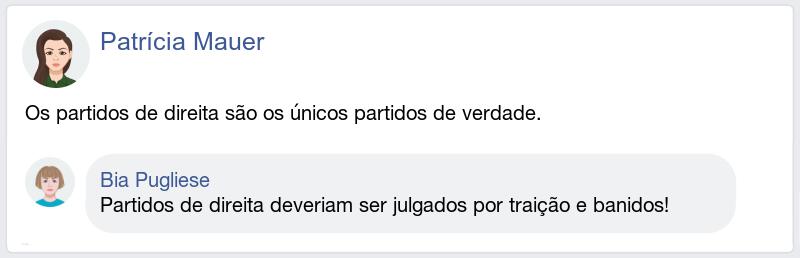 Patrícia Mauer
Os partidos de direita são os únicos partidos de verdade.
Bia Pugliese
Partidos de direita deveriam ser julgados por traição e banidos!